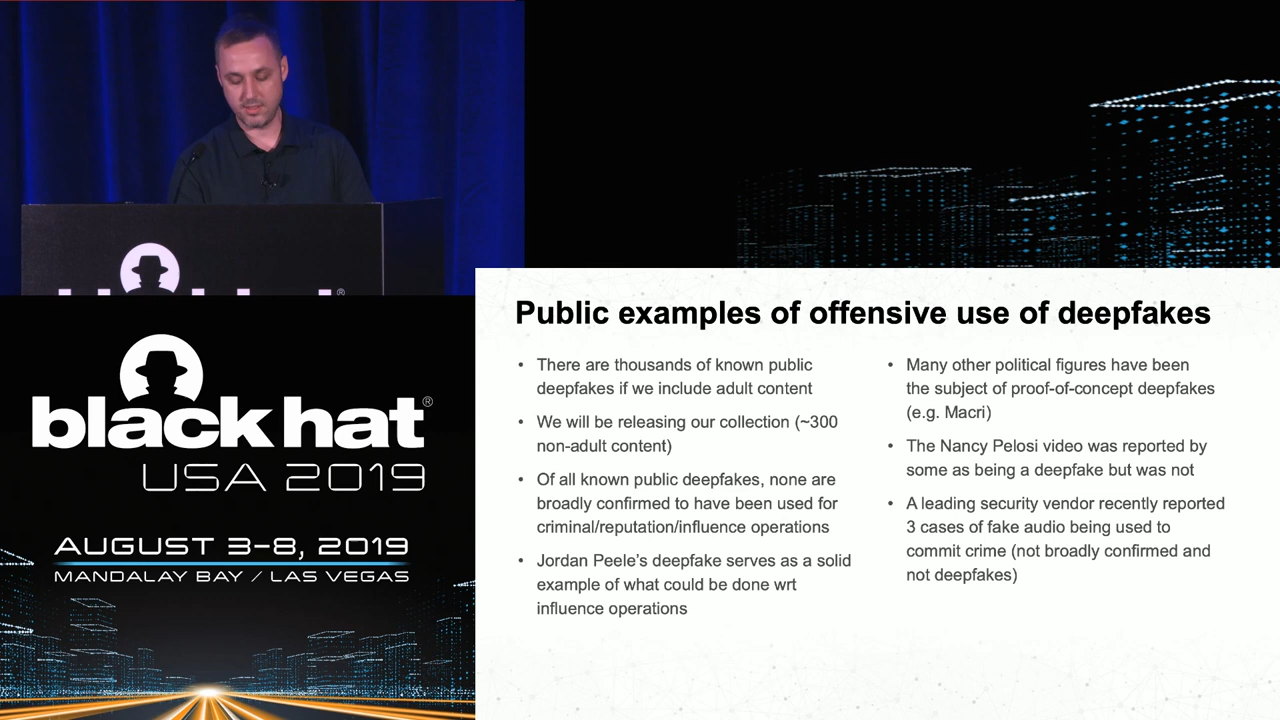 black hat®
USA 2019
AUGUST 3-8, 2019
MANDALAY BAY / LAS VEGAS
Public examples of offensive use of deepfakes
• There are thousands of known public
deepfakes if we include adult content
• We will be releasing our collection (~300
non-adult content)
• Of all known public deepfakes, none are
broadly confirmed to have been used for
criminal/reputation/influence operations
• Jordan Peele's deepfake serves as a solid
example of what could be done wrt
influence operations
• Many other political figures have been
the subject of proof-of-concept deepfakes
(e.g. Macri)
• The Nancy Pelosi video was reported by
some as being a deepfake but was not
• A leading security vendor recently reported
3 cases of fake audio being used to
commit crime (not broadly confirmed and
not deepfakes)